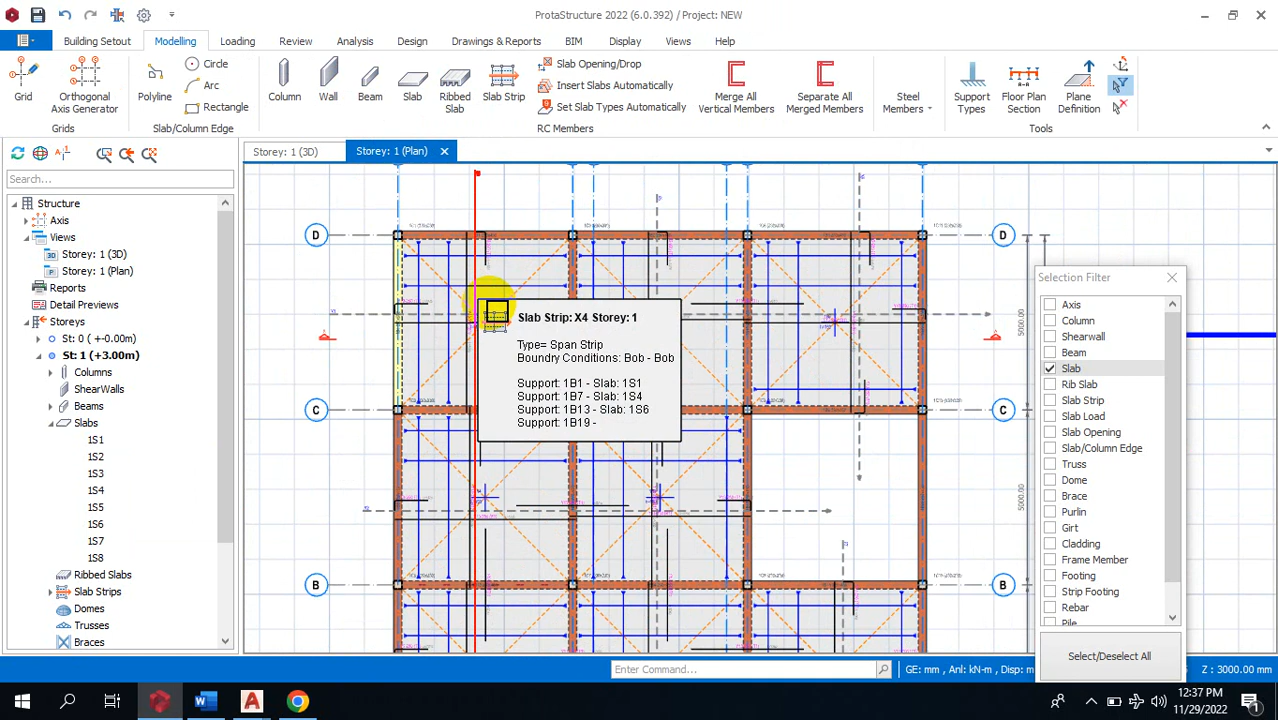 ProtaStructure 2022 (6.0.392) / Project: NEW
Building Setout Modelling Loading Review Analysis Design Drawings & Reports BIM Display Views Help
Grid
Orthogonal
Axis Generator
Grids
Polyline
Circle
Arc
Rectangle
Slab/Column Edge
Column
Wall
Beam
Slab
Ribbed
Slab
Slab Strip
Slab Opening/Drop
Insert Slabs Automatically
Set Slab Types Automatically
RC Members
Merge All
Vertical Members
Separate All
Merged Members
Steel
Members
Support
Types
Floor Plan
Section
Plane
Definition
Tools
Search...
Structure
Axis
Views
Storey: 1 (3D)
Storey: 1 (Plan)
Reports
Detail Previews
Storeys
St: 0 ( +-0.00m)
St: 1 (+3.00m)
Columns
ShearWalls
Beams
Slabs
1S1
1S2
1S3
1S4
1S5
1S6
1S7
1S8
Ribbed Slabs
Slab Strips
Domes
Trusses
Braces
Storey: 1 (3D)
Storey: 1 (Plan)
D
D
C
C
B
B
5000.00
5000.00
Slab Strip: X4 Storey: 1
Type= Span Strip
Boundry Conditions: Bob - Bob
Support: 1B1 - Slab: 1S1
Support: 1B7 - Slab: 1S4
Support: 1B13 - Slab: 1S6
Support: 1B19 -
Selection Filter
Axis
Column
Shearwall
Beam
Slab
Rib Slab
Slab Strip
Slab Load
Slab Opening
Slab/Column Edge
Truss
Dome
Brace
Purlin
Girt
Cladding
Frame Member
Footing
Strip Footing
Rebar
Pile
Select/Deselect All
Enter Command...
GE: mm , Anl: kN-m , Disp: m
Z : 3000.00 mm
12:37 PM
11/29/2022